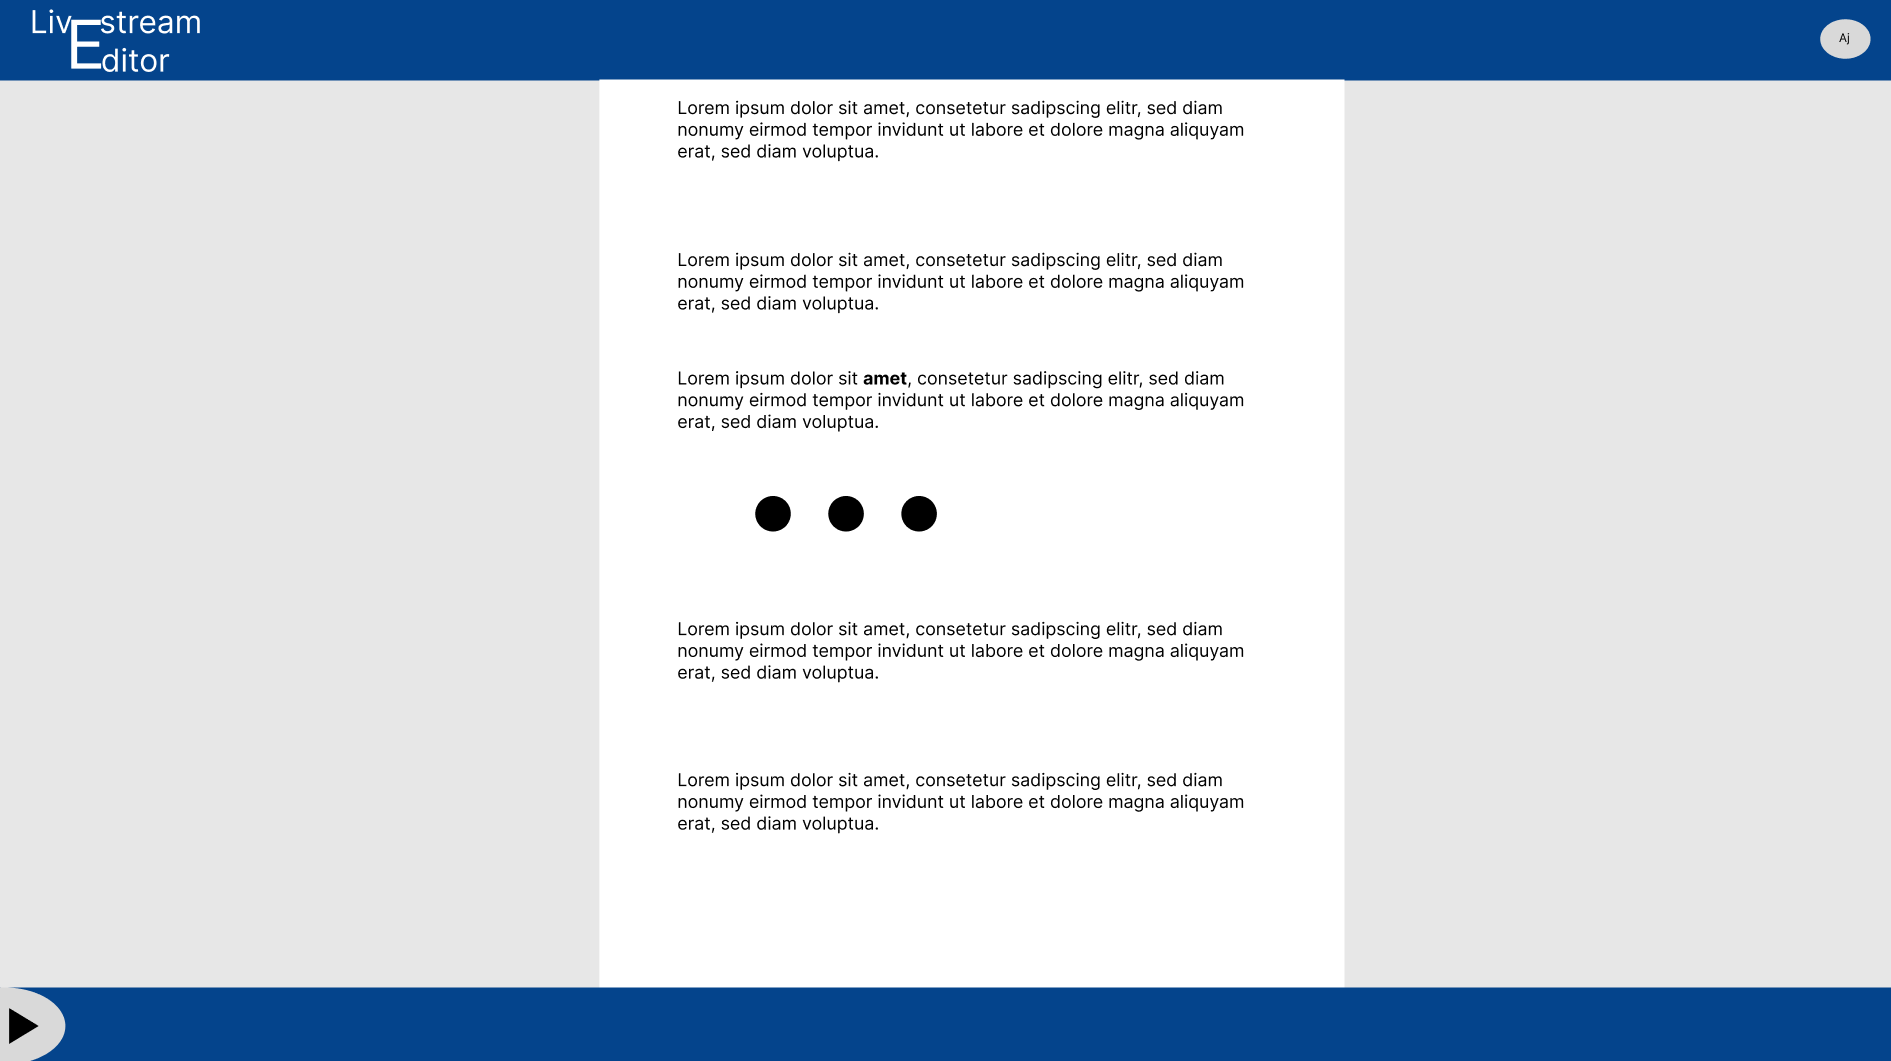 LivEstream
Editor
Aj
Lorem ipsum dolor sit amet, consetetur sadipscing elitr, sed diam
nonumy eirmod tempor invidunt ut labore et dolore magna aliquyam
erat, sed diam voluptua.
Lorem ipsum dolor sit amet, consetetur sadipscing elitr, sed diam
nonumy eirmod tempor invidunt ut labore et dolore magna aliquyam
erat, sed diam voluptua.
Lorem ipsum dolor sit amet, consetetur sadipscing elitr, sed diam
nonumy eirmod tempor invidunt ut labore et dolore magna aliquyam
erat, sed diam voluptua.
Lorem ipsum dolor sit amet, consetetur sadipscing elitr, sed diam
nonumy eirmod tempor invidunt ut labore et dolore magna aliquyam
erat, sed diam voluptua.
Lorem ipsum dolor sit amet, consetetur sadipscing elitr, sed diam
nonumy eirmod tempor invidunt ut labore et dolore magna aliquyam
erat, sed diam voluptua.